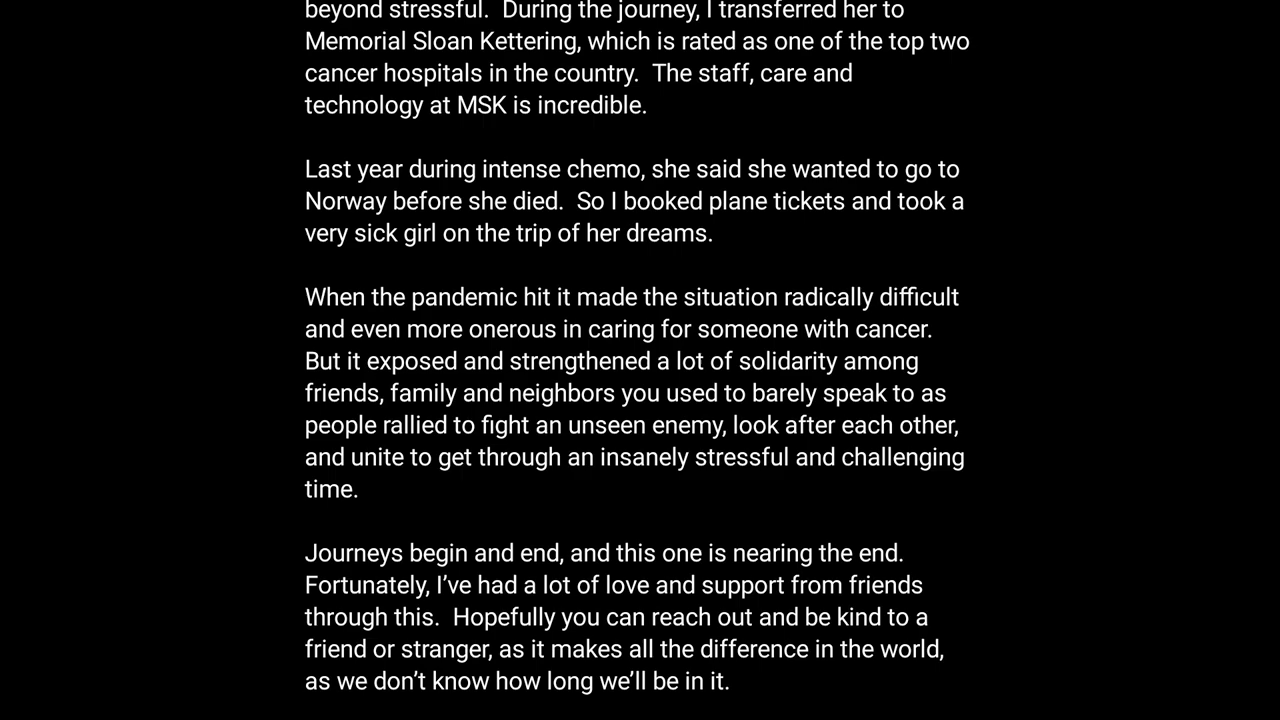 beyond stressful.  During the journey, I transferred her to
Memorial Sloan Kettering, which is rated as one of the top two
cancer hospitals in the country.  The staff, care and
technology at MSK is incredible.

Last year during intense chemo, she said she wanted to go to
Norway before she died.  So I booked plane tickets and took a
very sick girl on the trip of her dreams.

When the pandemic hit it made the situation radically difficult
and even more onerous in caring for someone with cancer.
But it exposed and strengthened a lot of solidarity among
friends, family and neighbors you used to barely speak to as
people rallied to fight an unseen enemy, look after each other,
and unite to get through an insanely stressful and challenging
time.

Journeys begin and end, and this one is nearing the end.
Fortunately, I’ve had a lot of love and support from friends
through this.  Hopefully you can reach out and be kind to a
friend or stranger, as it makes all the difference in the world,
as we don’t know how long we’ll be in it.